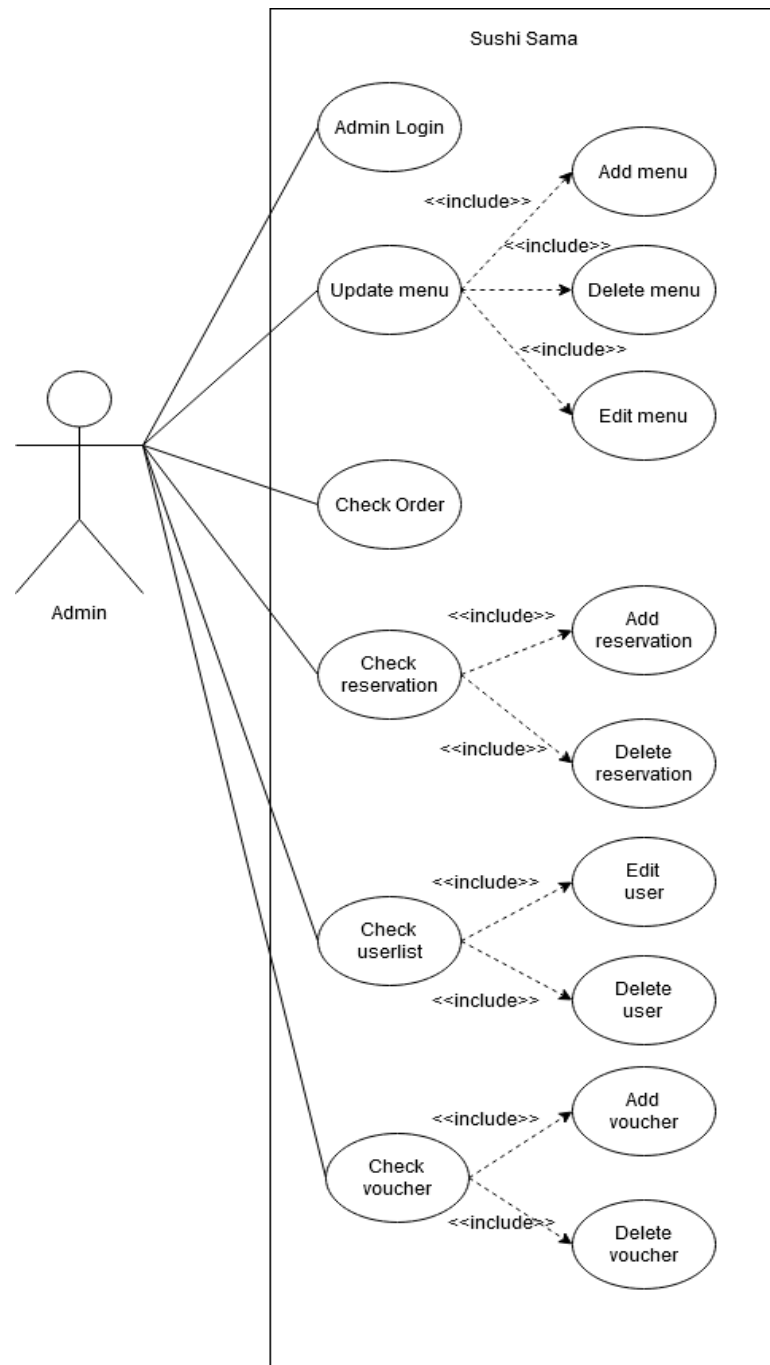 Sushi Sama
Admin Login
Add menu
<<include>>
<<include>>
Update menu
Delete menu
<<include>>
Edit menu
Check Order
Admin
<<include>>
Add
reservation
Check
reservation
<<include>>
Delete
reservation
<<include>>
Edit
user
Check
userlist
<<include>>
Delete
user
Add
voucher
<<include>>
Check
voucher
<<include>>
Delete
voucher